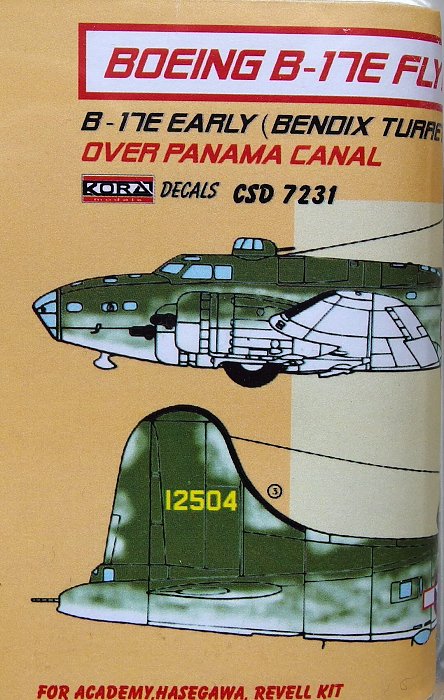 BOEING B-17E FLY
B-17E EARLY (BENDIX TURRE
OVER PANAMA CANAL
KORA models DECALS CSD 7231
12504
3
FOR ACADEMY, HASEGAWA, REVELL KIT